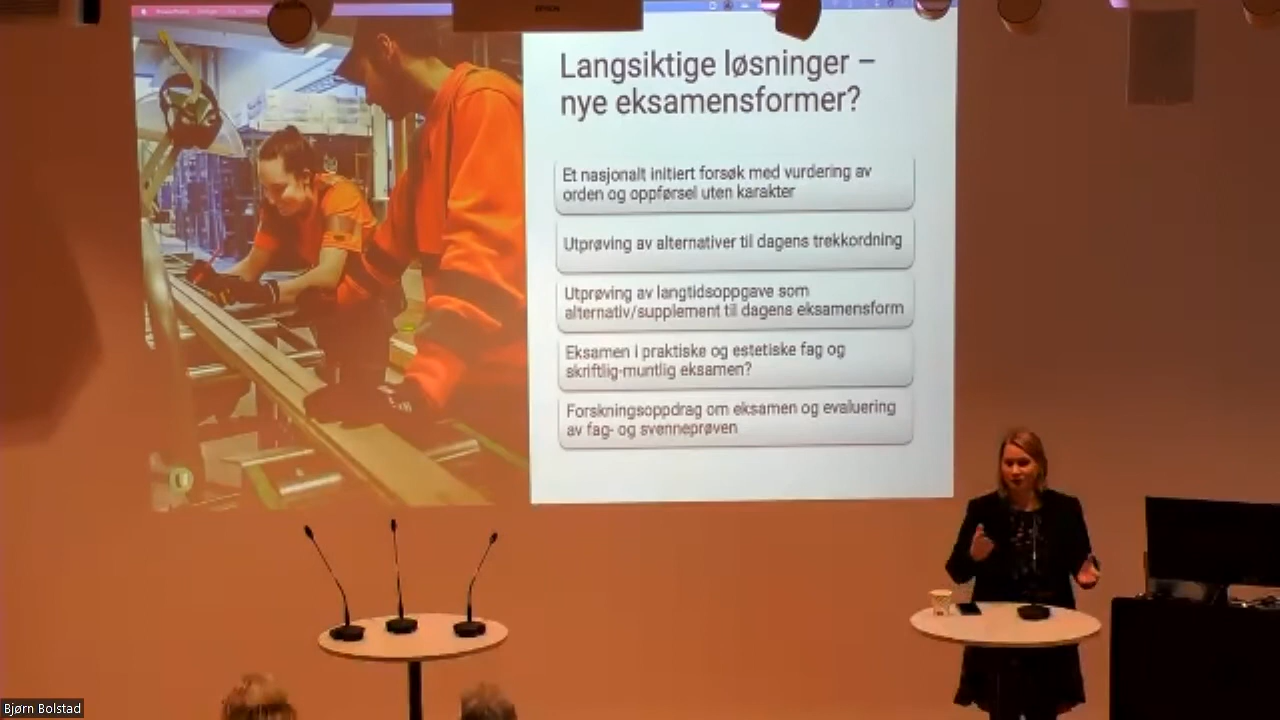 EPSON
Langsiktige løsninger –
nye eksamensformer?
Et nasjonalt initiert forsøk med vurdering av
orden og oppførsel uten karakter
Utprøving av alternativer til dagens trekkordning
Utprøving av langtidsoppgave som
alternativ/supplement til dagens eksamensform
Eksamen i praktiske og estetiske fag og
skriftlig-muntlig eksamen?
Forskningsoppdrag om eksamen og evaluering
av fag- og svenneprøven
Bjørn Bolstad